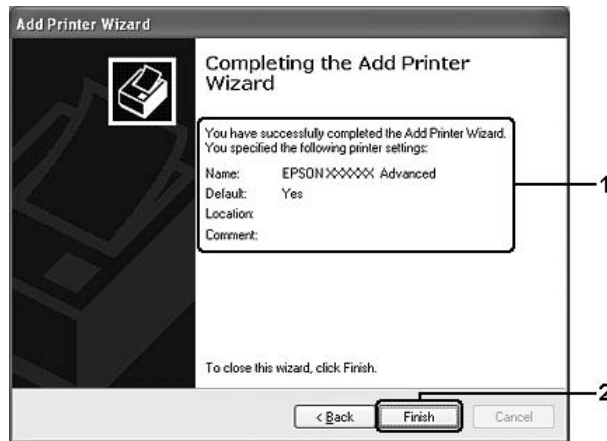 Add Printer Wizard
Completing the Add Printer
Wizard
You have successfully completed the Add Printer Wizard.
You specified the following printer settings:
Name: EPSON XXXXXX Advanced
Default: Yes
Location:
Comment:
1
To close this wizard, click Finish.
2
< Back Finish Cancel